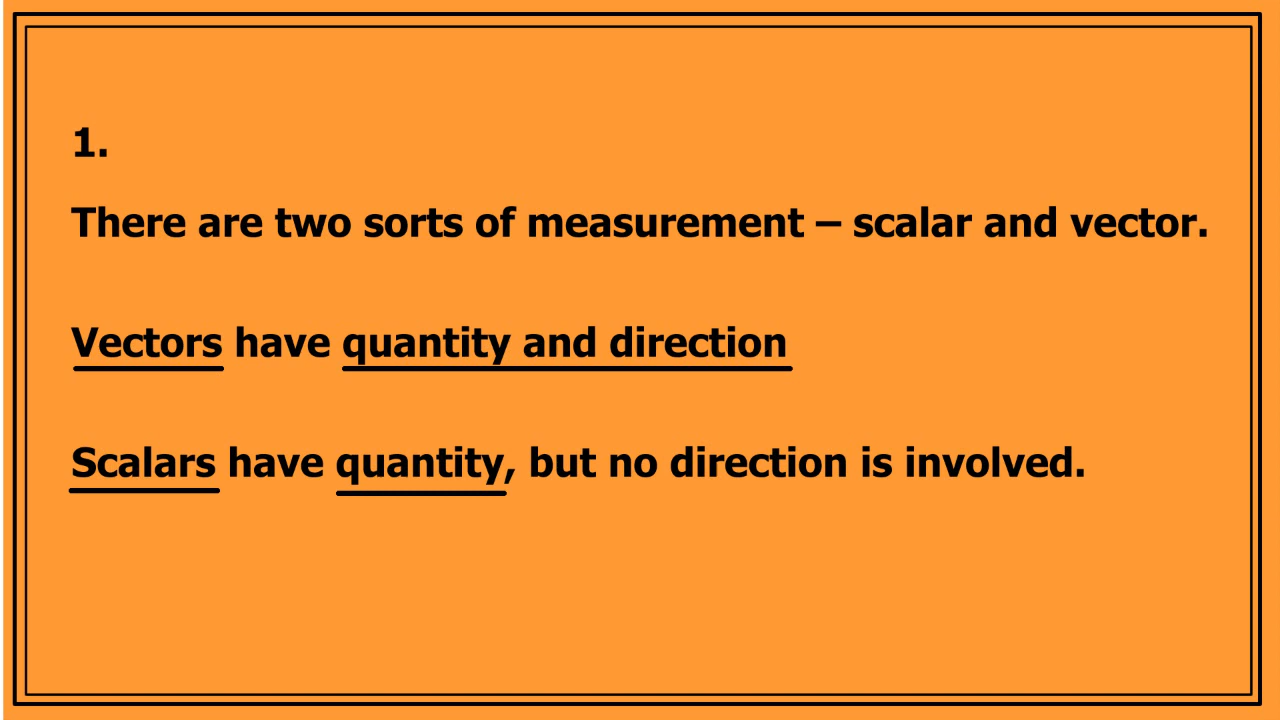 1.
There are two sorts of measurement – scalar and vector.
Vectors have quantity and direction
Scalars have quantity, but no direction is involved.